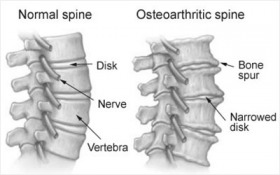 Normal spine
Osteoarthritic spine
Disk
Nerve
Vertebra
Bone
spur
Narrowed
disk